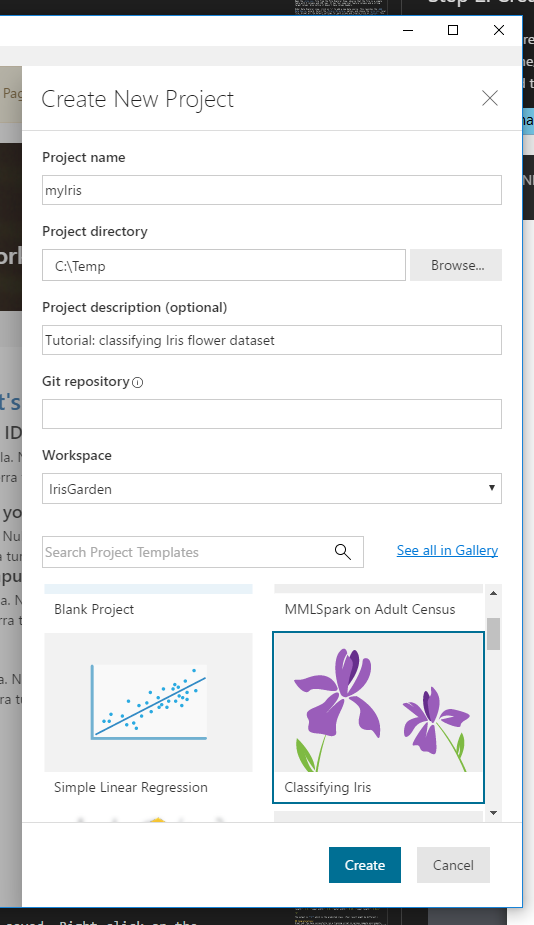 Create New Project
Project name
myIris
Project directory
C:\Temp
Browse...
Project description (optional)
Tutorial: classifying Iris flower dataset
Git repository
Workspace
IrisGarden
Search Project Templates
See all in Gallery
Blank Project
MMLSpark on Adult Census
Simple Linear Regression
Classifying Iris
Create
Cancel